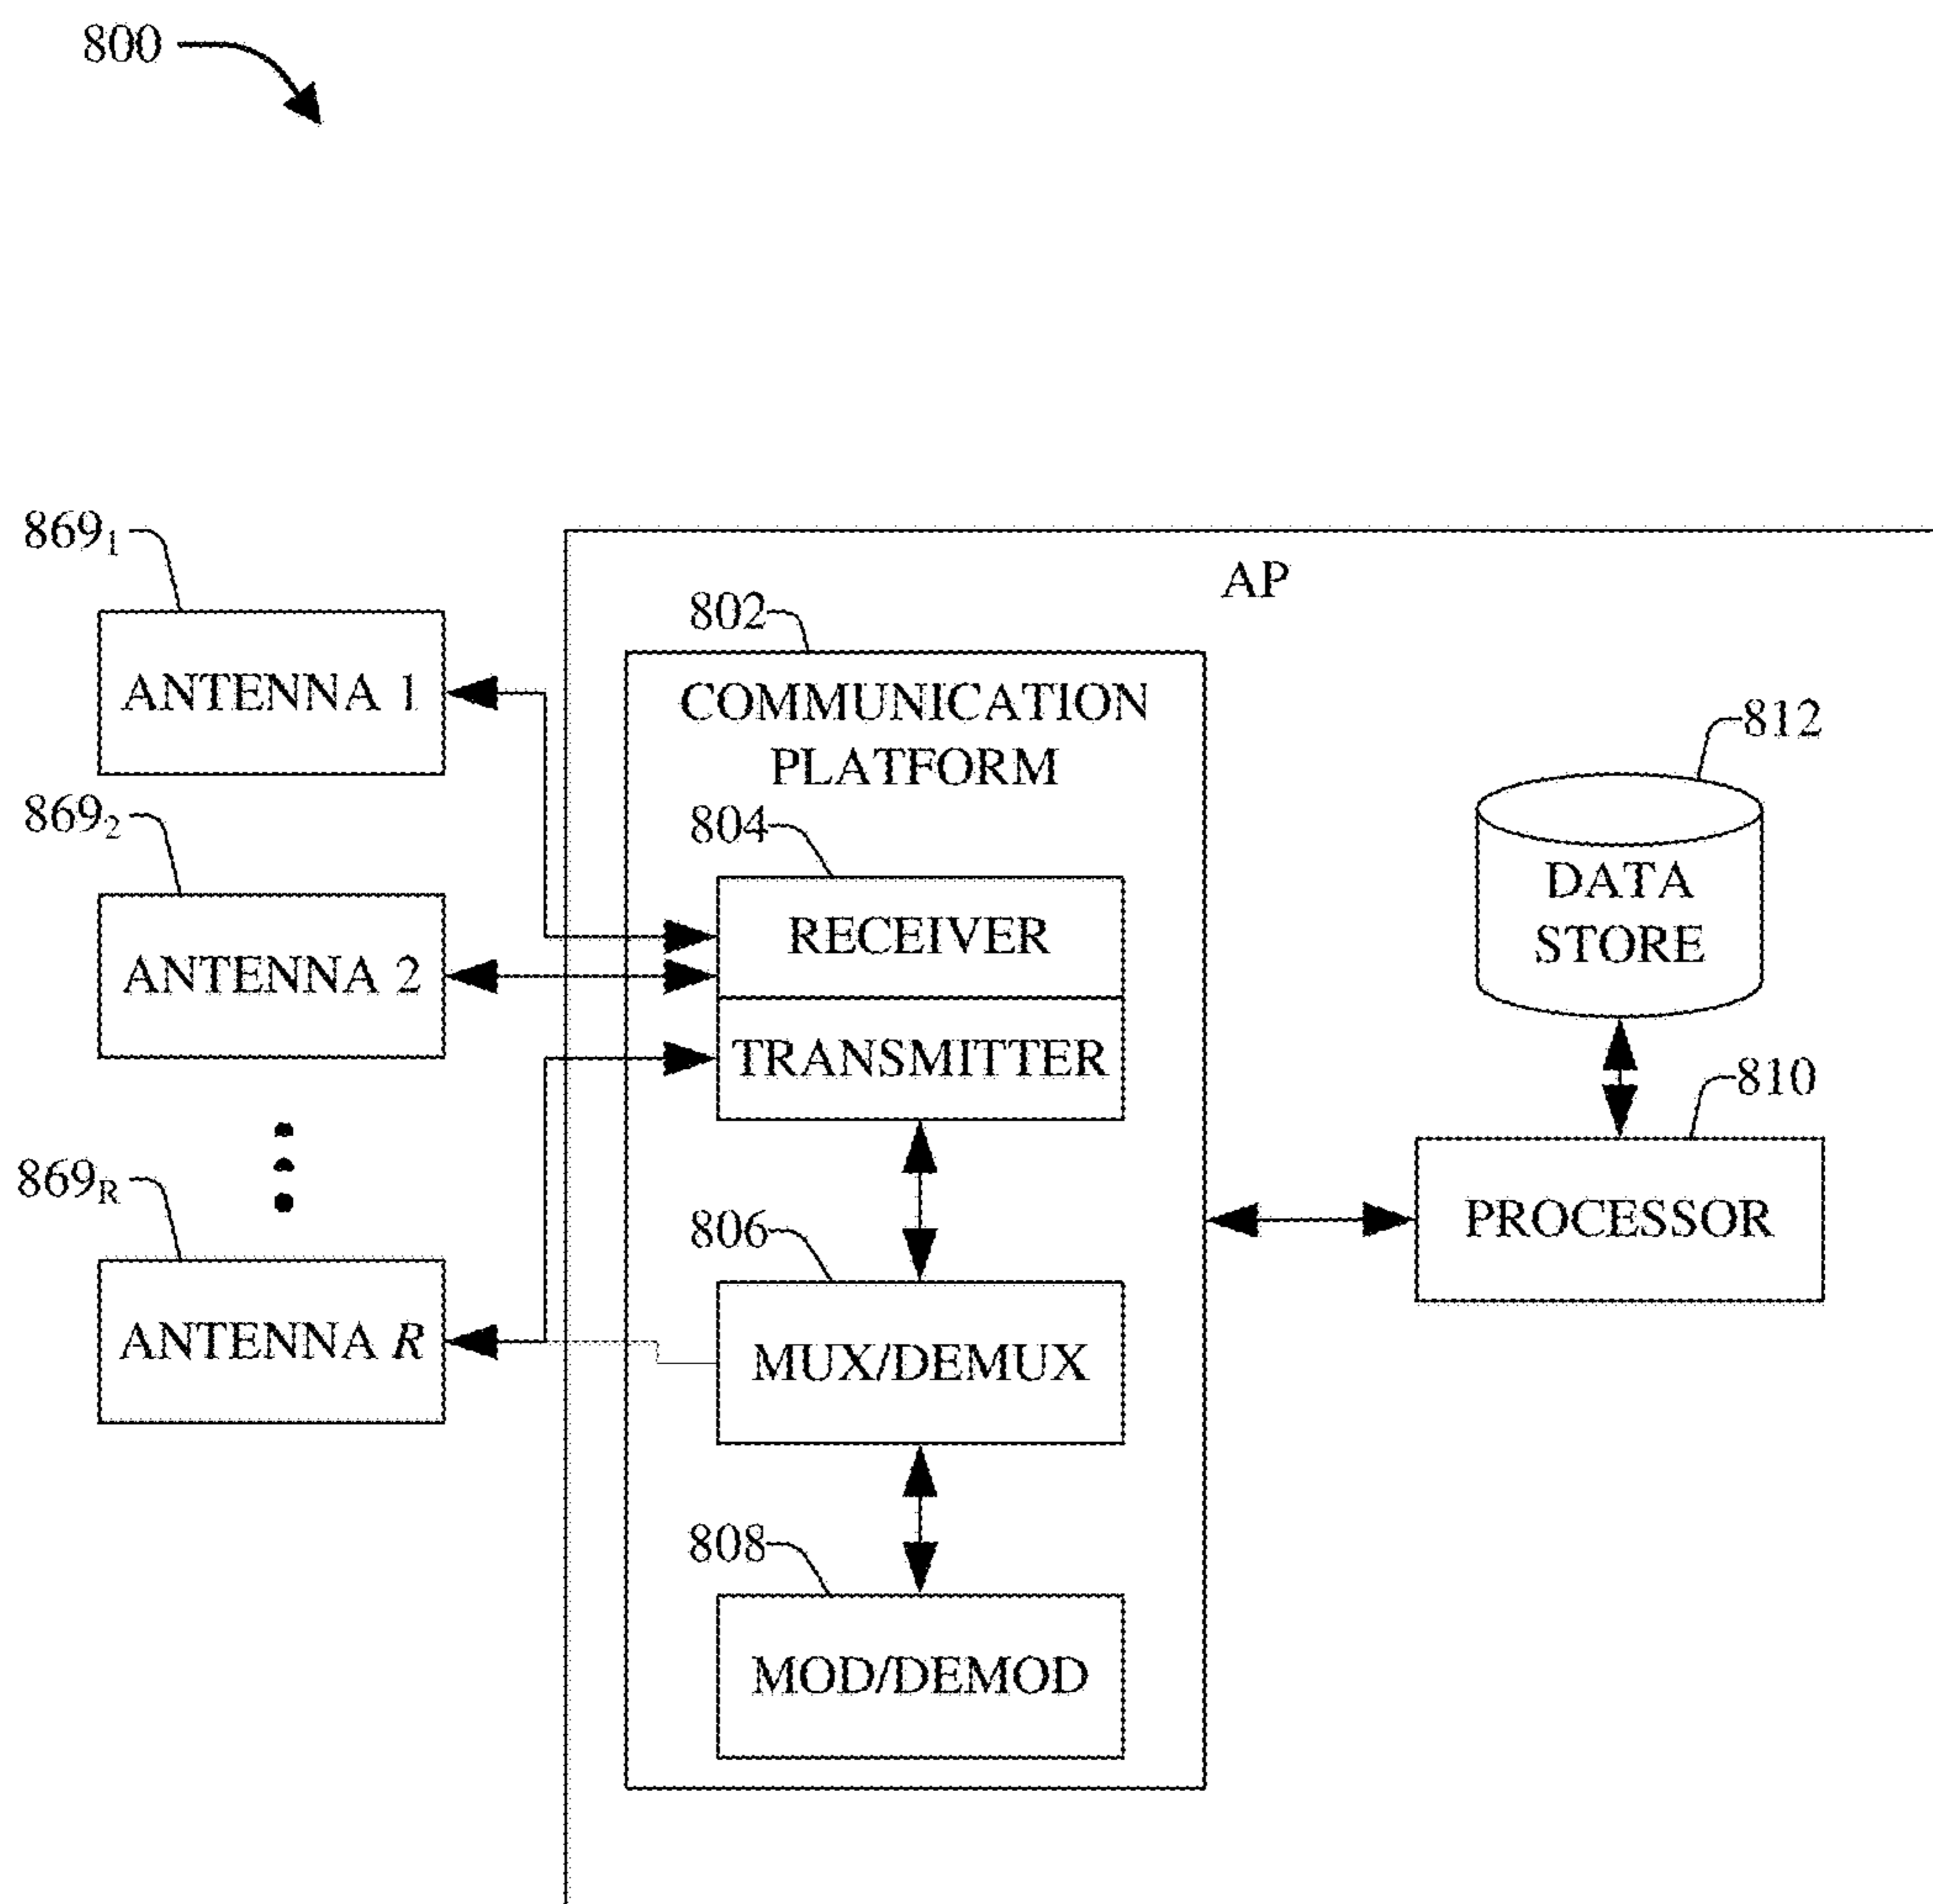 800
869₁
AP
802
ANTENNA 1
COMMUNICATION
PLATFORM
812
869₂
804
DATA
STORE
RECEIVER
ANTENNA 2
TRANSMITTER
810
869R
806
PROCESSOR
ANTENNA R
MUX/DEMUX
808
MOD/DEMOD